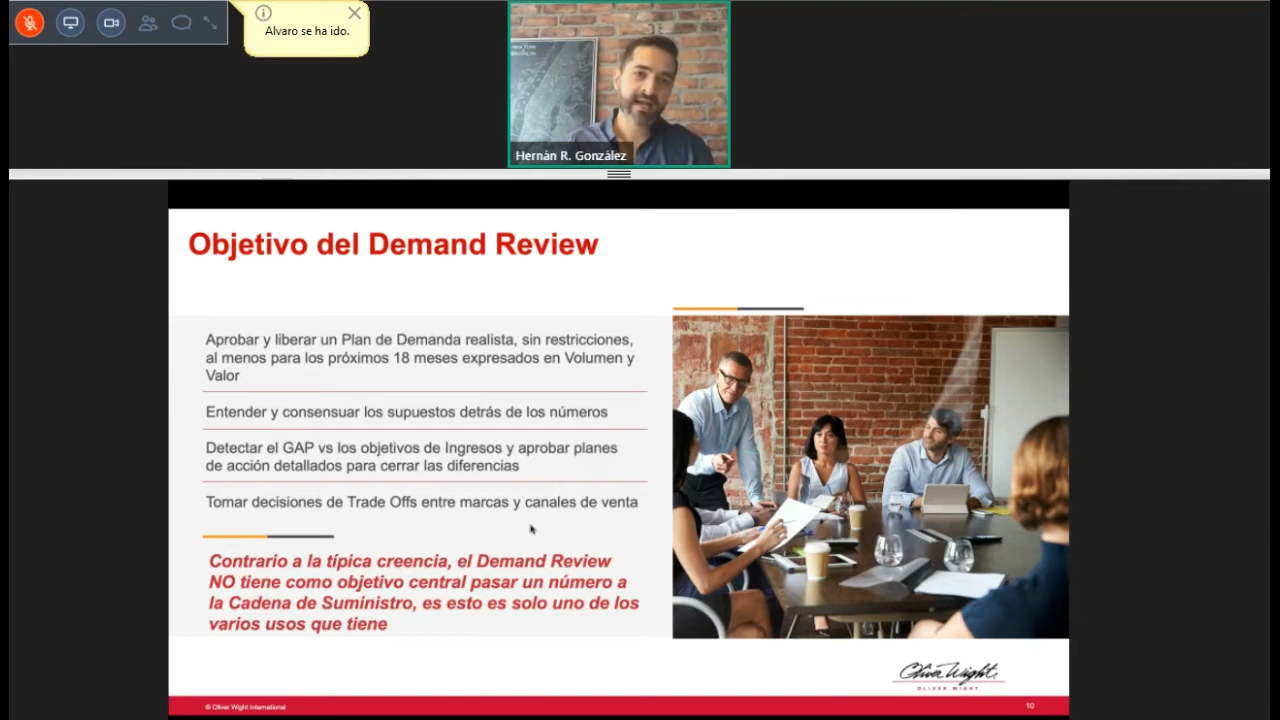 Alvaro se ha ido.
Hernán R. González
Objetivo del Demand Review
Aprobar y liberar un Plan de Demanda realista, sin restricciones,
al menos para los próximos 18 meses expresados en Volumen y
Valor
Entender y consensuar los supuestos detrás de los números
Detectar el GAP vs los objetivos de Ingresos y aprobar planes
de acción detallados para cerrar las diferencias
Tomar decisiones de Trade Offs entre marcas y canales de venta
Contrario a la típica creencia, el Demand Review
NO tiene como objetivo central pasar un número a
la Cadena de Suministro, es esto es solo uno de los
varios usos que tiene
Oliver Wight
OLIVER WIGHT
© Oliver Wight International
10